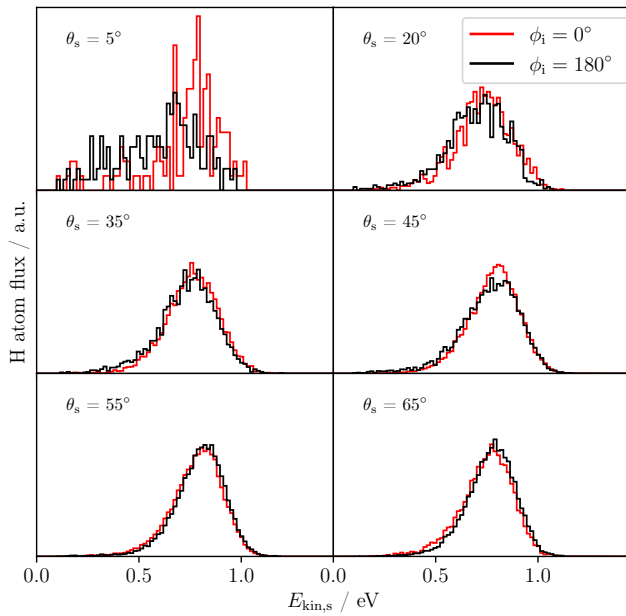 θs = 5°
θs = 20°
ϕi = 0°
ϕi = 180°
θs = 35°
θs = 45°
θs = 55°
θs = 65°
H atom flux / a.u.
0.0
0.5
1.0
0.0
0.5
1.0
Ekin,s / eV